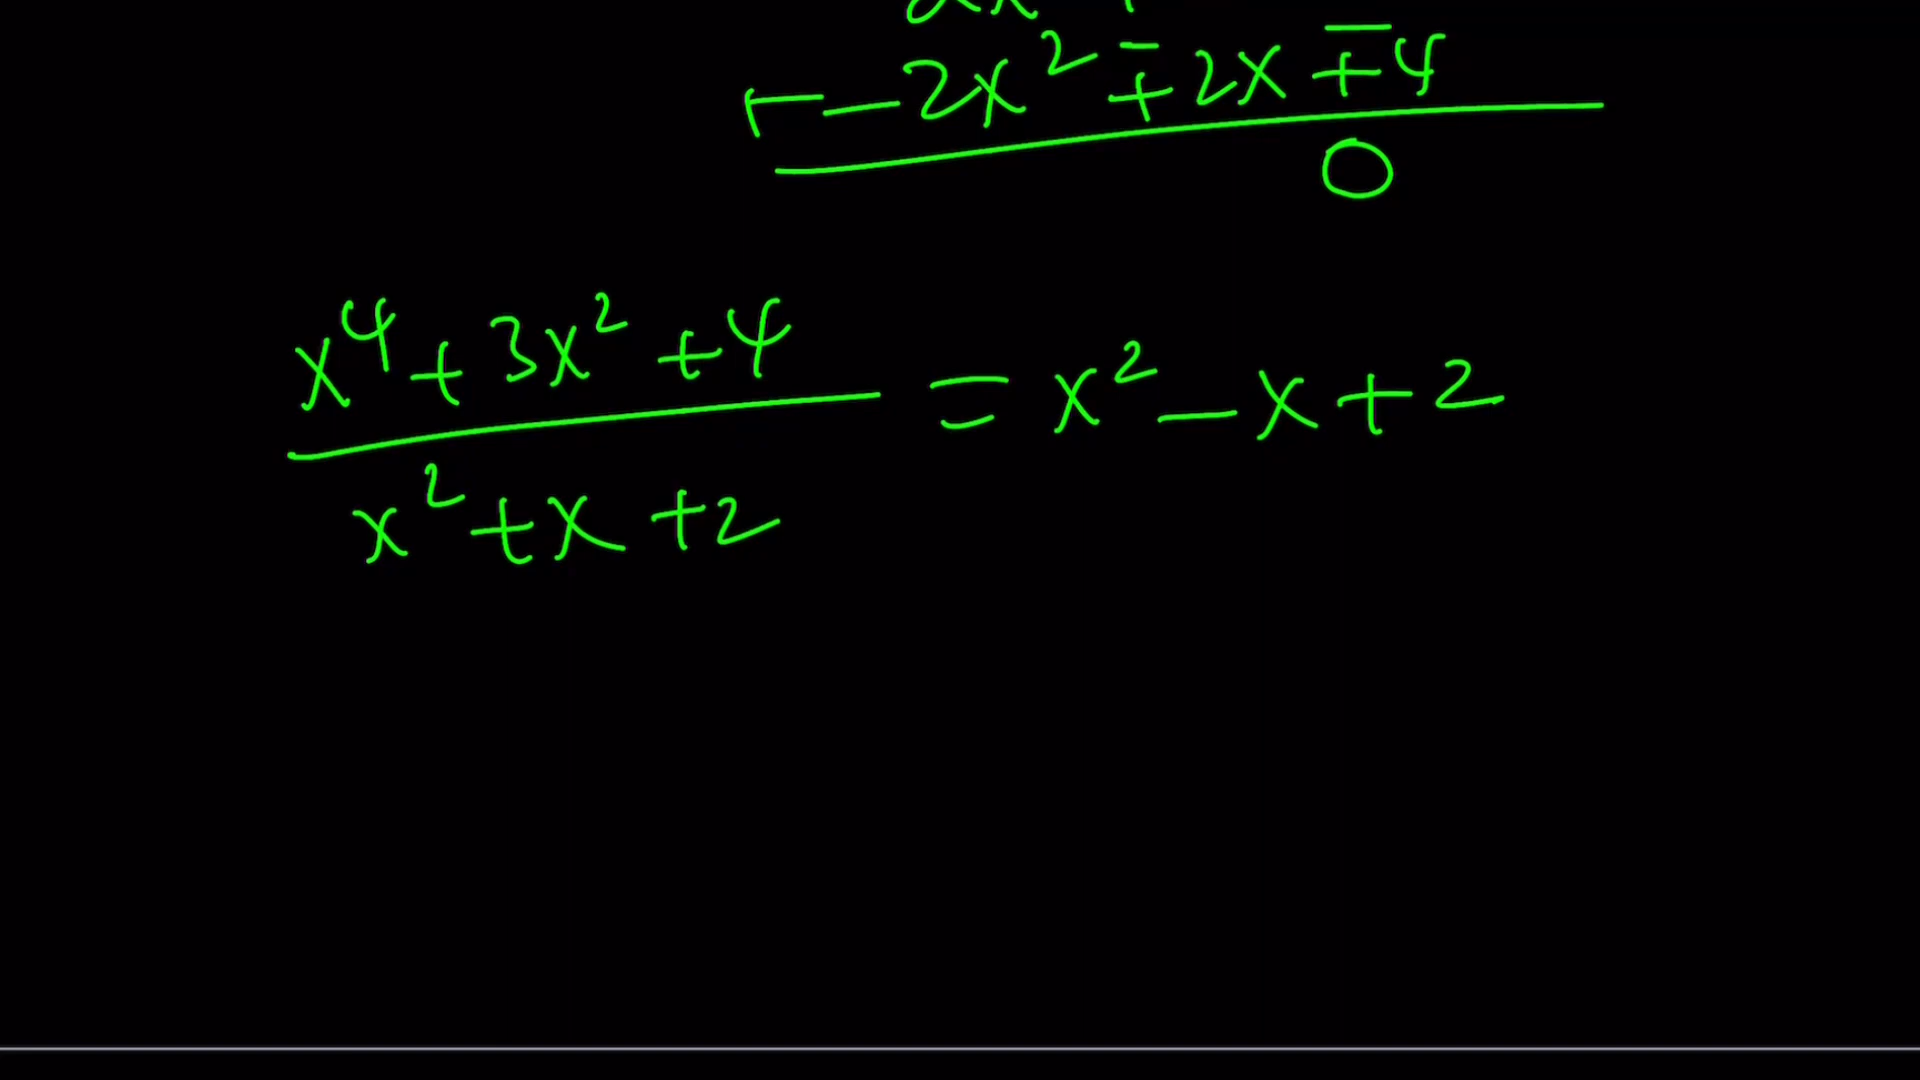 - 2x² + 2x + 4
0
x⁴ + 3x² + 4
x² + x + 2
= x² - x + 2